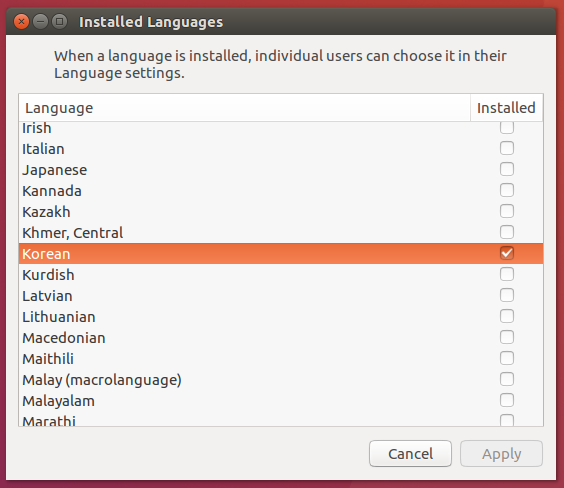 Installed Languages
When a language is installed, individual users can choose it in their
Language settings.
Language Installed
Irish
Italian
Japanese
Kannada
Kazakh
Khmer, Central
Korean
Kurdish
Latvian
Lithuanian
Macedonian
Maithili
Malay (macrolanguage)
Malayalam
Marathi
Cancel Apply